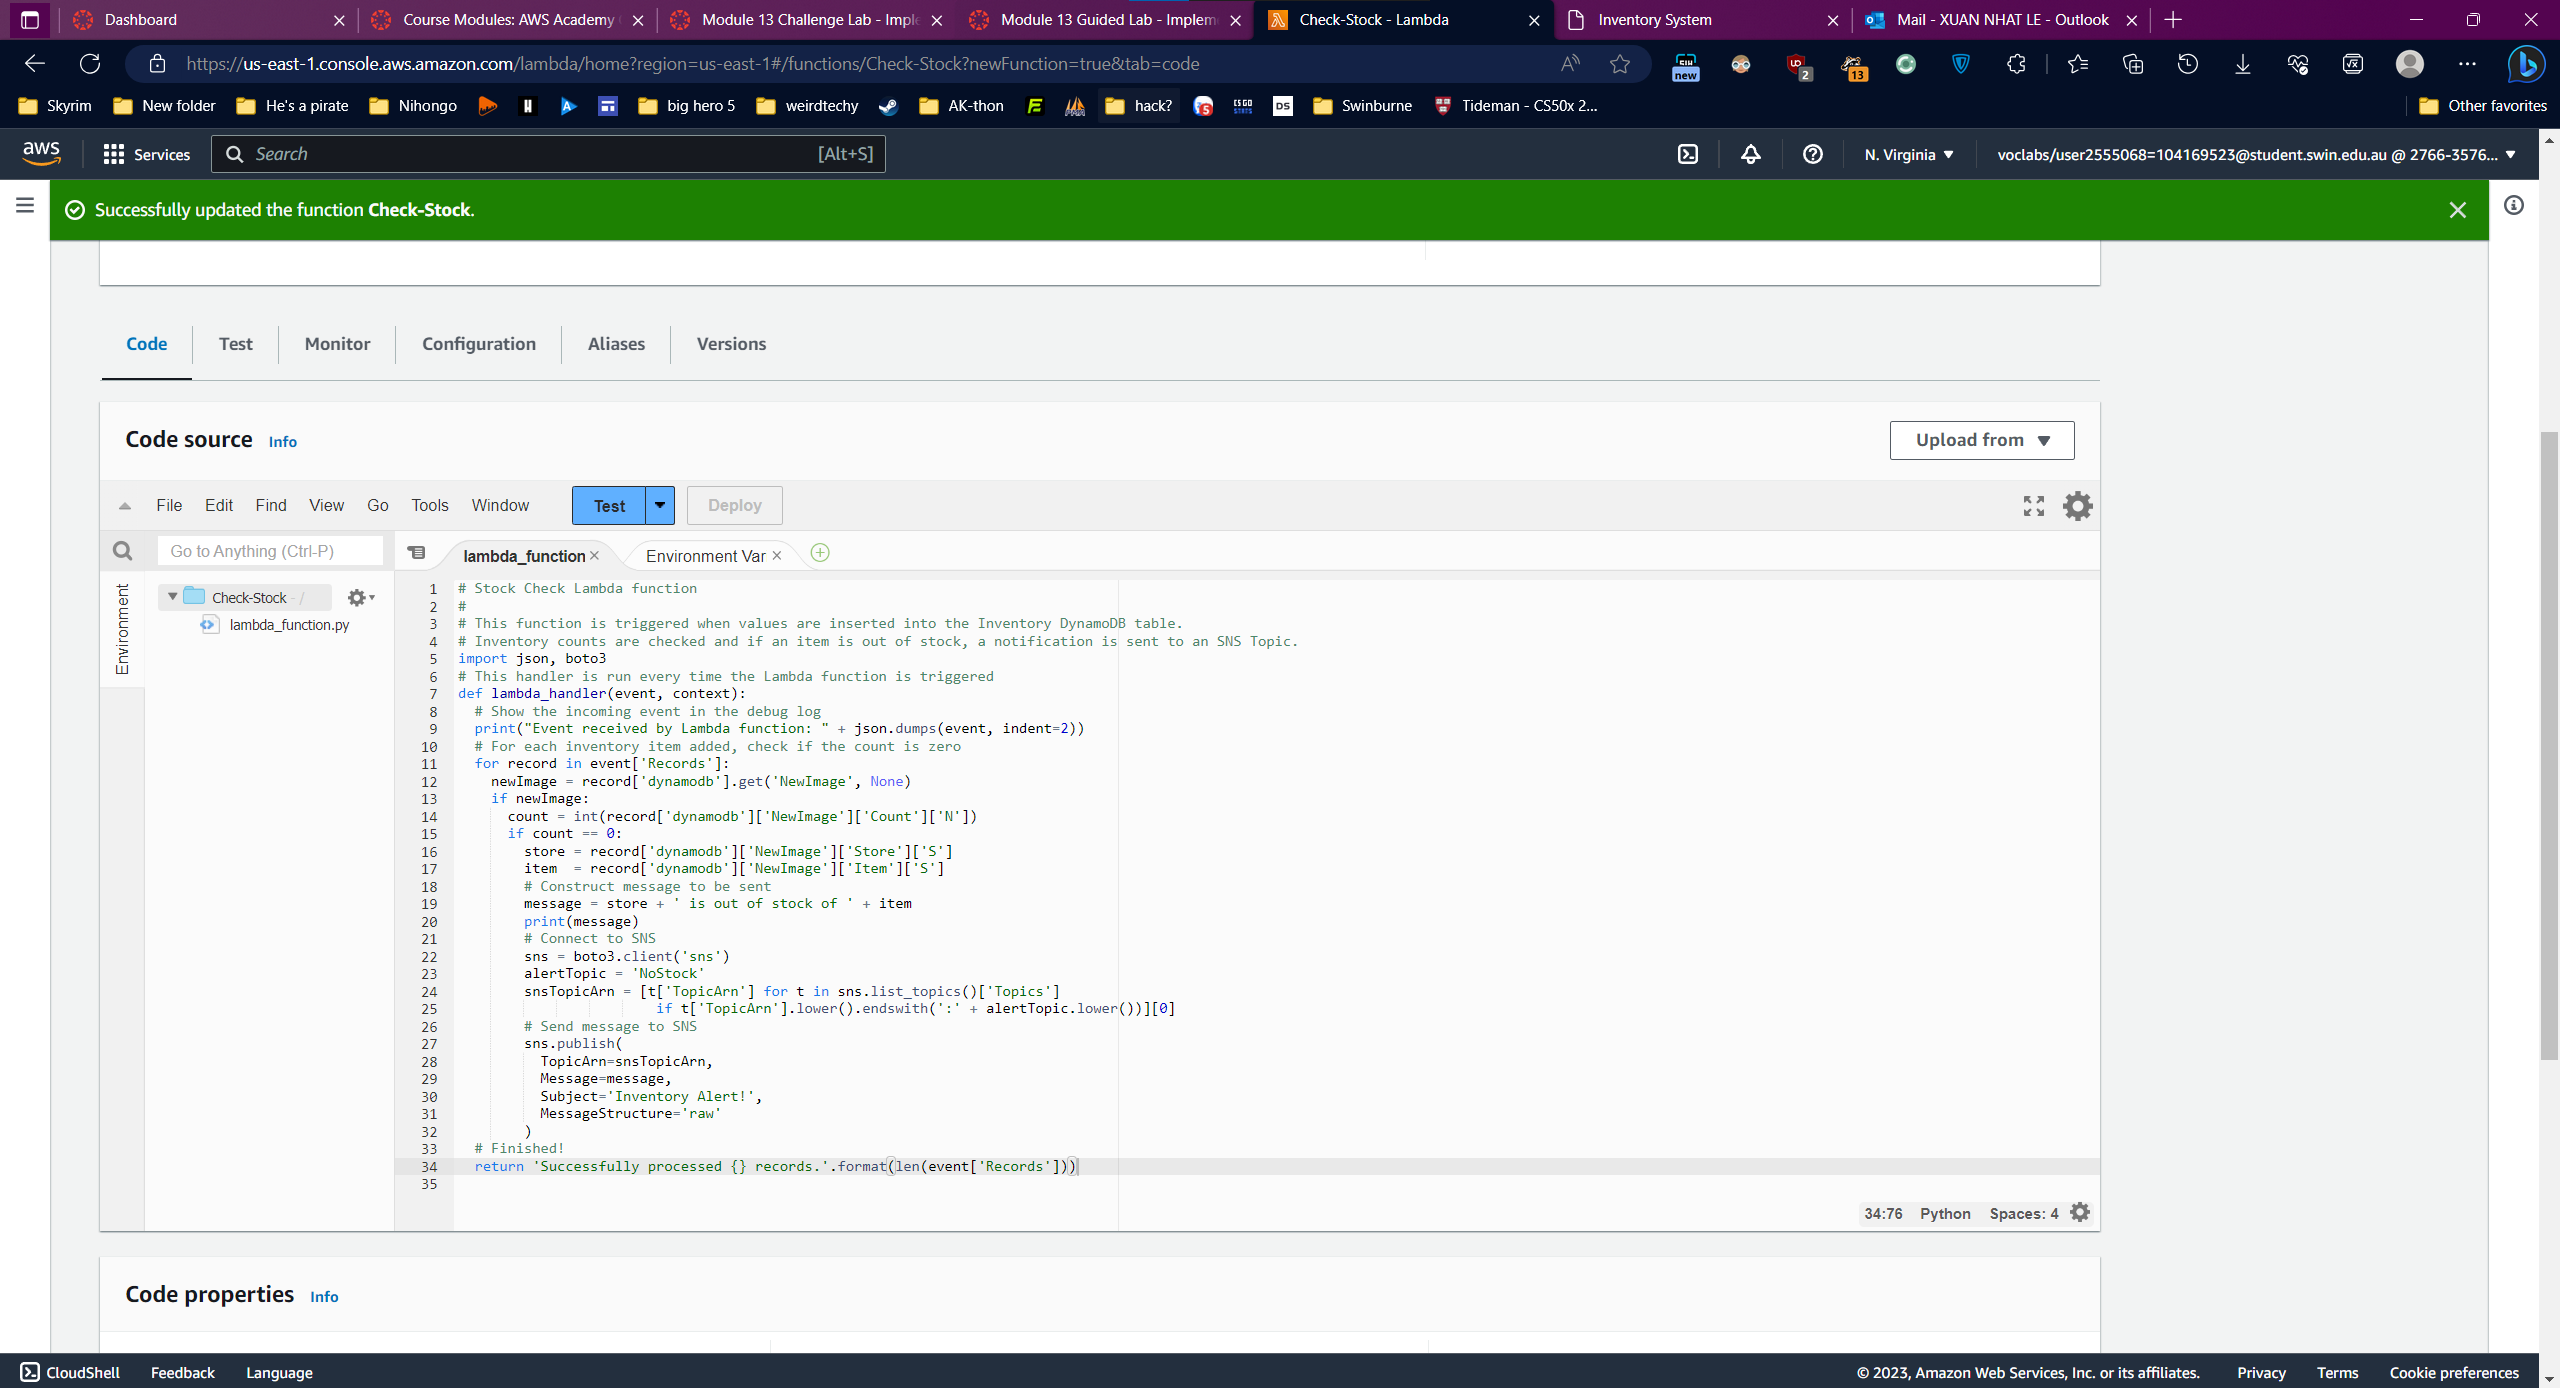 Dashboard
Course Modules: AWS Academy
Module 13 Challenge Lab - Imple
Module 13 Guided Lab - Implem
Check-Stock - Lambda
Inventory System
Mail - XUAN NHAT LE - Outlook
https://us-east-1.console.aws.amazon.com/lambda/home?region=us-east-1#/functions/Check-Stock?newFunction=true&tab=code
new
2
13
Skyrim
New folder
He's a pirate
Nihongo
big hero 5
weirdtechy
AK-thon
hack?
DS
Swinburne
Tideman - CS50x 2...
Other favorites
aws
Services
Search
[Alt+S]
N. Virginia
voclabs/user2555068=104169523@student.swin.edu.au @ 2766-3576...
Successfully updated the function Check-Stock.
Code
Test
Monitor
Configuration
Aliases
Versions
Code source Info
Upload from
File Edit Find View Go Tools Window
Test
Deploy
Go to Anything (Ctrl-P)
lambda_function
Environment Var
Environment
Check-Stock - /
lambda_function.py
1 # Stock Check Lambda function
2 #
3 # This function is triggered when values are inserted into the Inventory DynamoDB table.
4 # Inventory counts are checked and if an item is out of stock, a notification is sent to an SNS Topic.
5 import json, boto3
6 # This handler is run every time the Lambda function is triggered
7 def lambda_handler(event, context):
8 # Show the incoming event in the debug log
9 print("Event received by Lambda function: " + json.dumps(event, indent=2))
10 # For each inventory item added, check if the count is zero
11 for record in event['Records']:
12 newImage = record['dynamodb'].get('NewImage', None)
13 if newImage:
14 count = int(record['dynamodb']['NewImage']['Count']['N'])
15 if count == 0:
16 store = record['dynamodb']['NewImage']['Store']['S']
17 item  = record['dynamodb']['NewImage']['Item']['S']
18 # Construct message to be sent
19 message = store + ' is out of stock of ' + item
20 print(message)
21 # Connect to SNS
22 sns = boto3.client('sns')
23 alertTopic = 'NoStock'
24 snsTopicArn = [t['TopicArn'] for t in sns.list_topics()['Topics']
25 if t['TopicArn'].lower().endswith(':' + alertTopic.lower())][0]
26 # Send message to SNS
27 sns.publish(
28 TopicArn=snsTopicArn,
29 Message=message,
30 Subject='Inventory Alert!',
31 MessageStructure='raw'
32 )
33 # Finished!
34 return 'Successfully processed {} records.'.format(len(event['Records']))
35
34:76 Python Spaces: 4
Code properties Info
CloudShell
Feedback
Language
© 2023, Amazon Web Services, Inc. or its affiliates.
Privacy
Terms
Cookie preferences